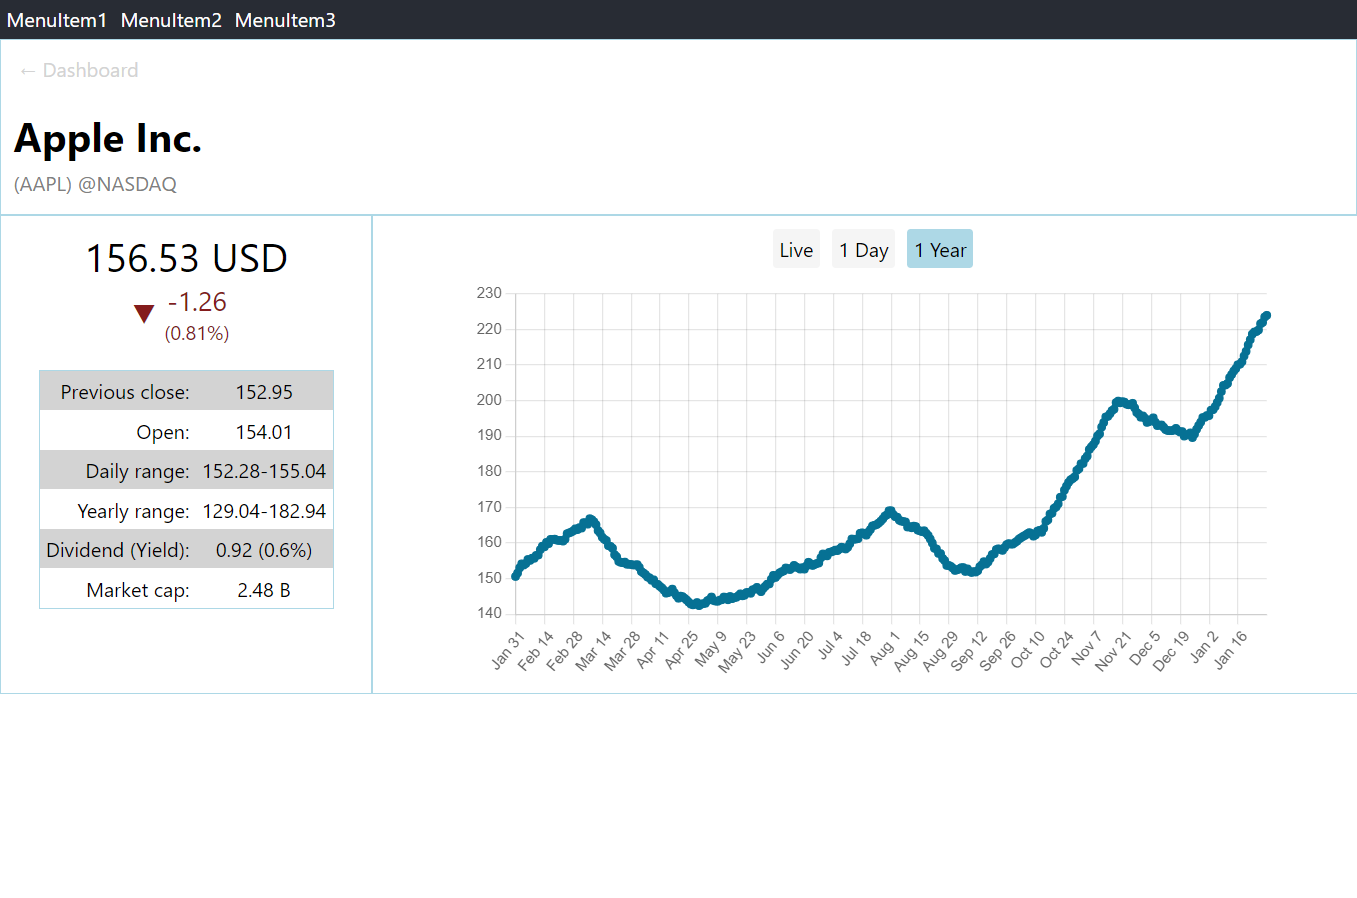 MenuItem1 MenuItem2 MenuItem3
← Dashboard
Apple Inc.
(AAPL) @NASDAQ
156.53 USD
▼ -1.26
(0.81%)
Previous close: 152.95
Open: 154.01
Daily range: 152.28-155.04
Yearly range: 129.04-182.94
Dividend (Yield): 0.92 (0.6%)
Market cap: 2.48 B
Live 1 Day 1 Year
230
220
210
200
190
180
170
160
150
140
Jan 31 Feb 14 Feb 28 Mar 14 Mar 28 Apr 11 Apr 25 May 9 May 23 Jun 6 Jun 20 Jul 4 Jul 18 Aug 1 Aug 15 Aug 29 Sep 12 Sep 26 Oct 10 Oct 24 Nov 7 Nov 21 Dec 5 Dec 19 Jan 2 Jan 16